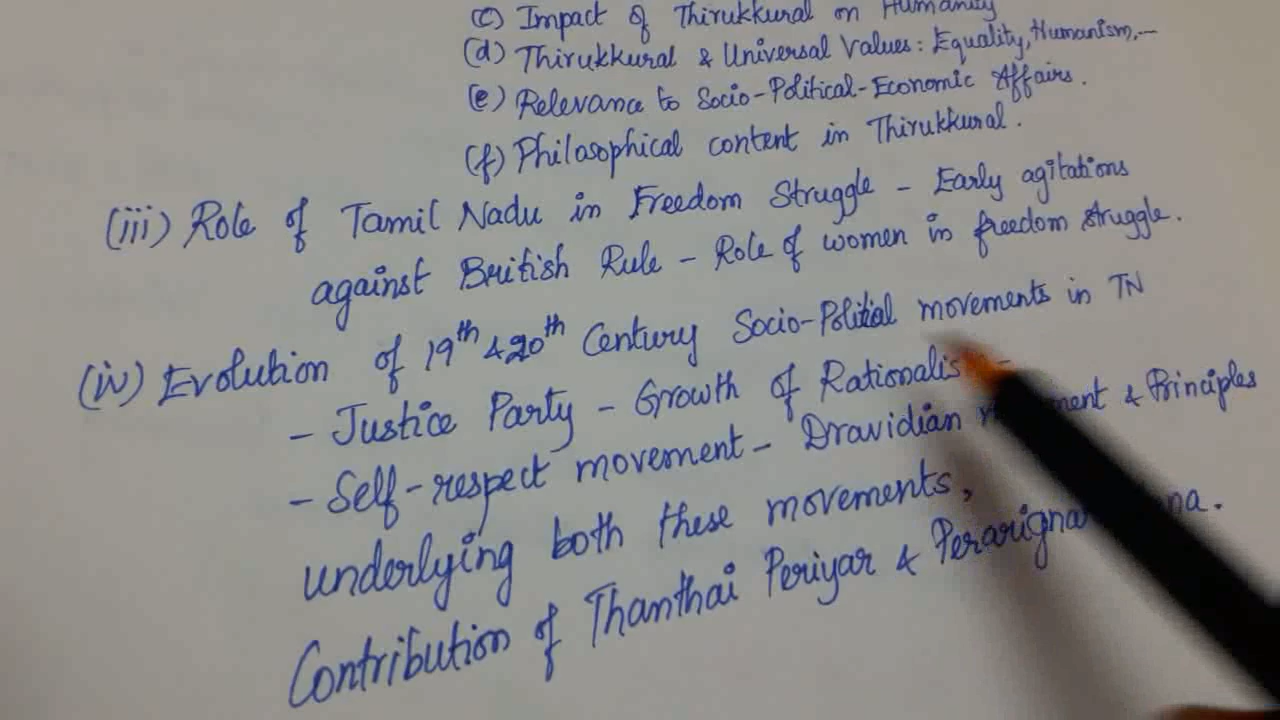 (c) Impact of Thirukkural on Humanity
(d) Thirukkural & Universal Values: Equality, Humanism,--
(e) Relevance to Socio-Political-Economic Affairs.
(f) Philosophical content in Thirukkural.
(iii) Role of Tamil Nadu in Freedom Struggle - Early agitations
against British Rule - Role of women in freedom struggle.
(iv) Evolution of 19th & 20th Century Socio-Political movements in TN
- Justice Party - Growth of
- Self-respect movement - Dravidian & Principles
underlying both these movements,
Contribution of Thanthai Periyar &